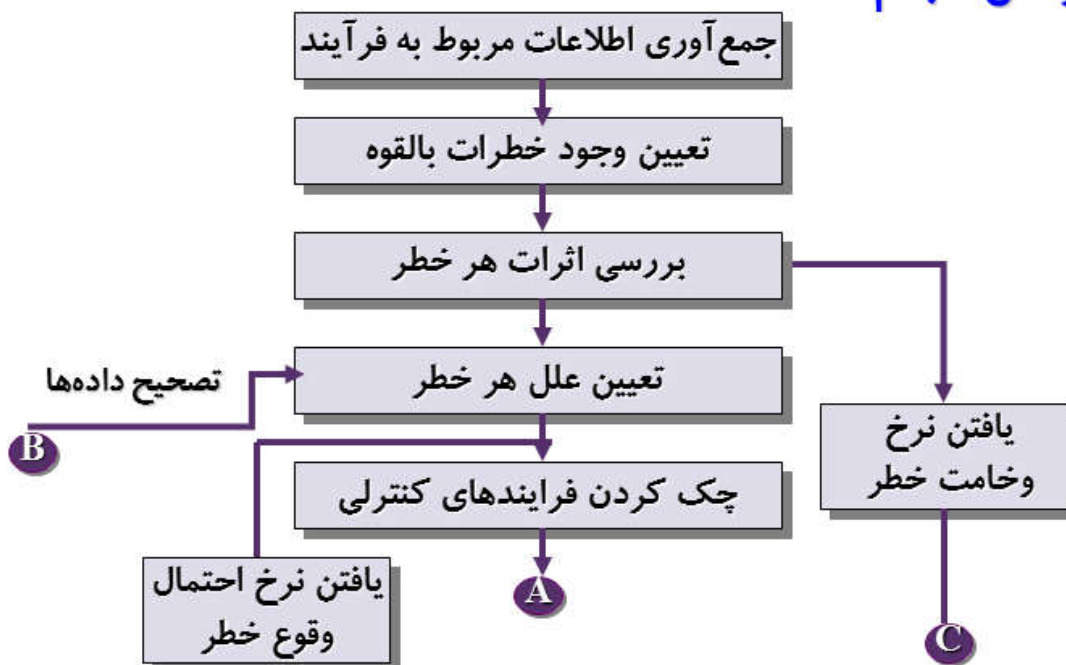 جمع‌آوری اطلاعات مربوط به فرآیند
تعیین وجود خطرات بالقوه
بررسی اثرات هر خطر
تعیین علل هر خطر
تصحیح داده‌ها
B
یافتن نرخ
وخامت خطر
چک کردن فرایندهای کنترلی
یافتن نرخ احتمال
وقوع خطر
A
C